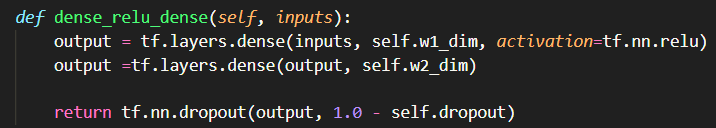 def dense_relu_dense(self, inputs):
    output = tf.layers.dense(inputs, self.w1_dim, activation=tf.nn.relu)
    output =tf.layers.dense(output, self.w2_dim)

    return tf.nn.dropout(output, 1.0 - self.dropout)